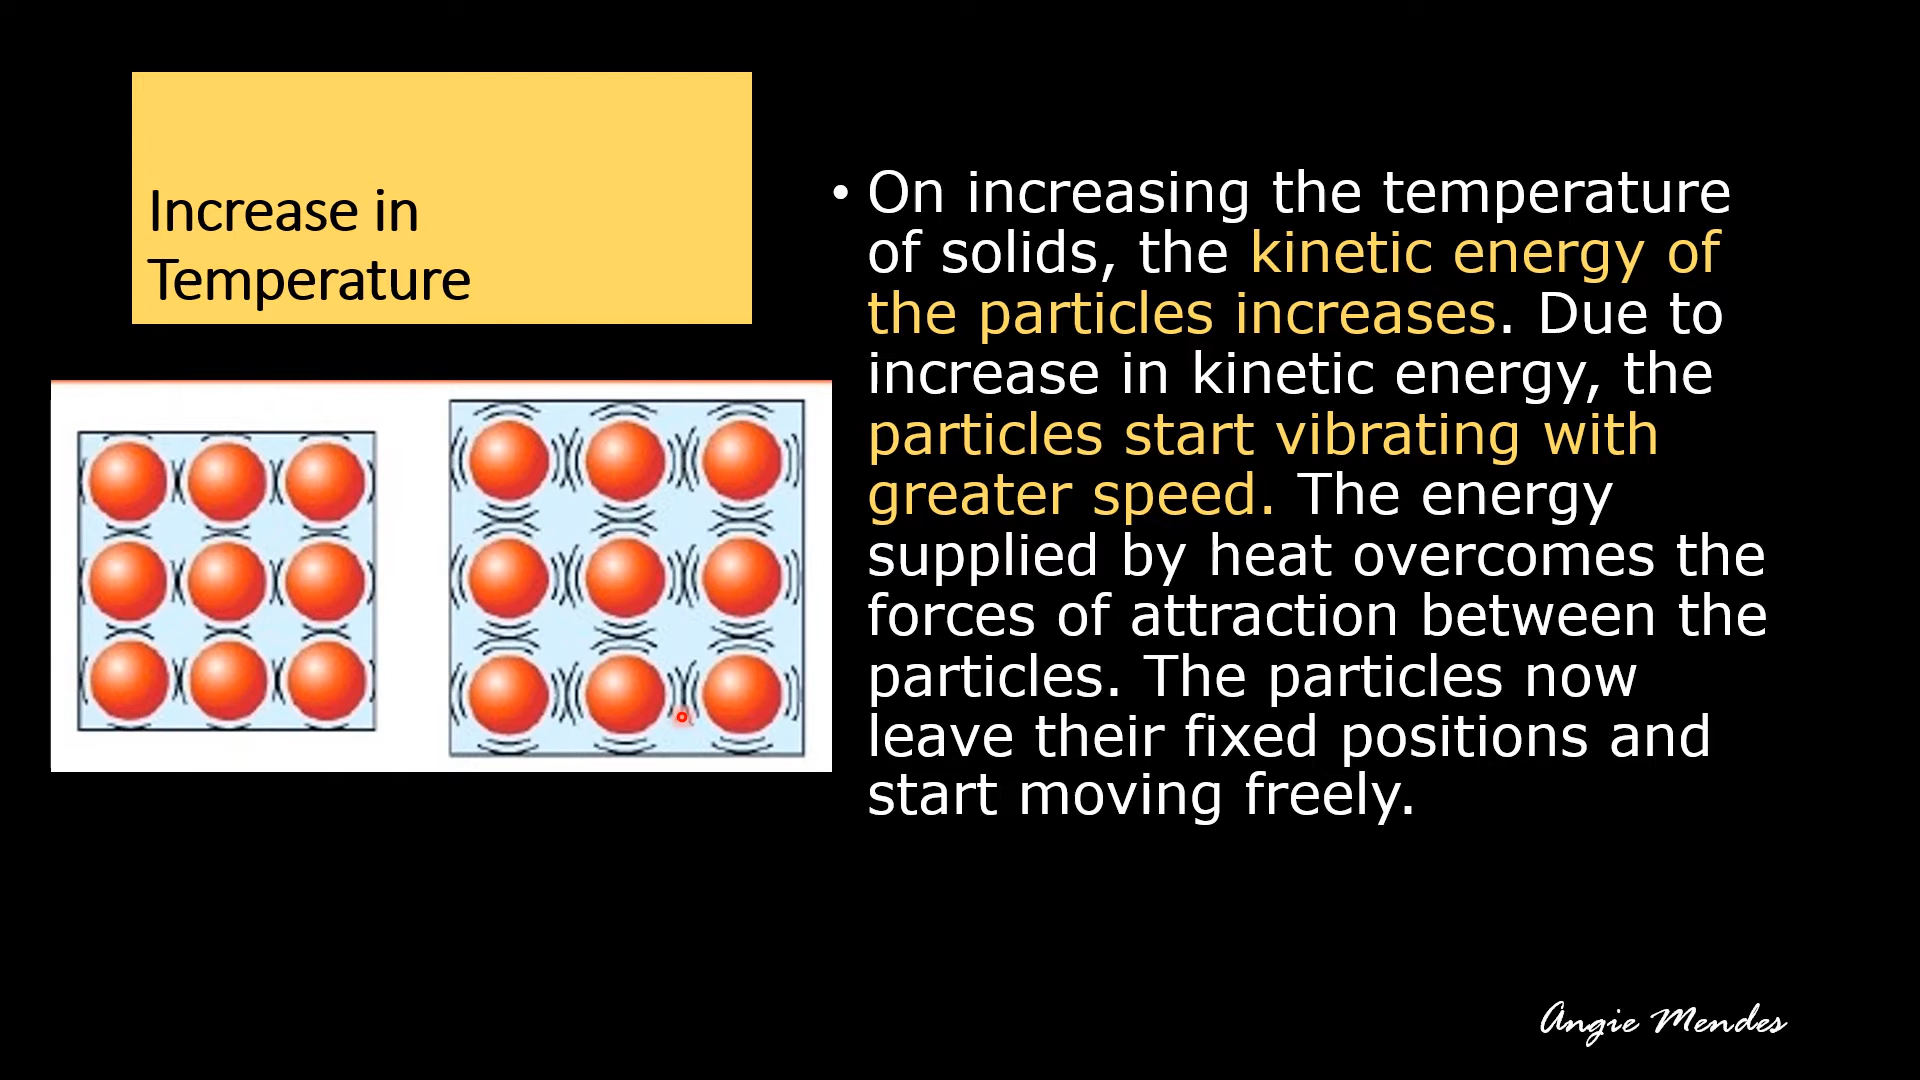 Increase in
Temperature
• On increasing the temperature
of solids, the kinetic energy of
the particles increases. Due to
increase in kinetic energy, the
particles start vibrating with
greater speed. The energy
supplied by heat overcomes the
forces of attraction between the
particles. The particles now
leave their fixed positions and
start moving freely.
Angie Mendes